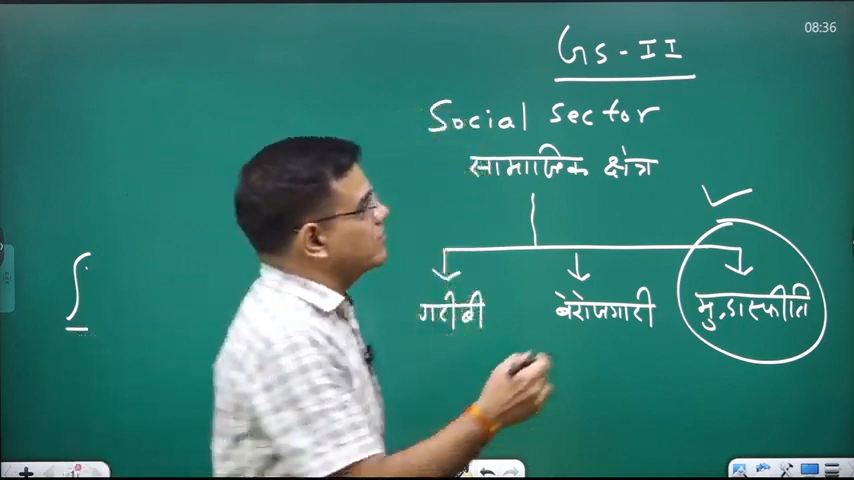 08:36
Gs-II
Social sector
सामाजिक क्षेत्र
गरीबी बेरोजगारी मुद्रास्फीति